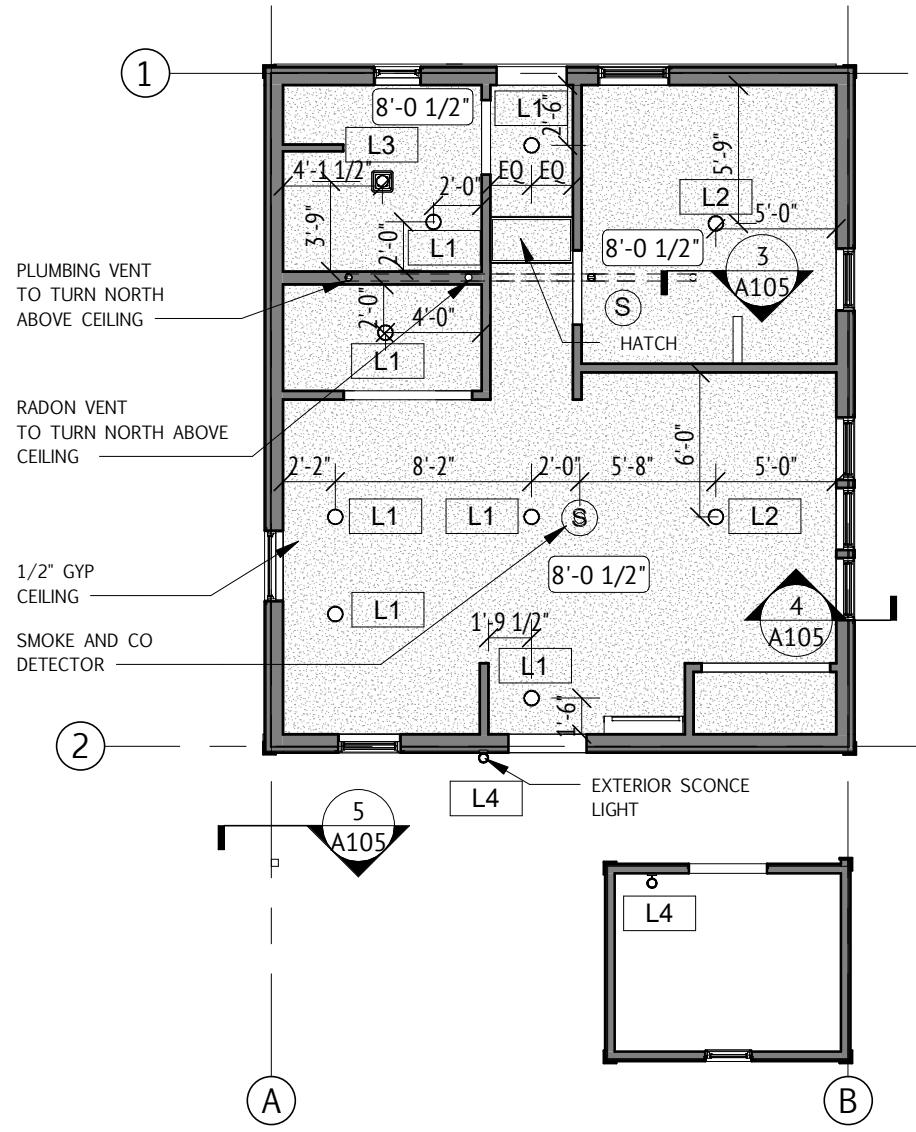 1
8'-0 1/2"
L1
2'-6"
L3
4'-1 1/2"
EQ
EQ
5'-9"
2'-0"
L2
5'-0"
3'-9"
L1
2'-0"
8'-0 1/2"
3
A105
PLUMBING VENT
TO TURN NORTH
ABOVE CEILING
2'-0"
4'-0"
S
HATCH
L1
RADON VENT
TO TURN NORTH ABOVE
CEILING
6'-0"
2'-2"
8'-2"
2'-0"
5'-8"
5'-0"
L1
L1
S
L2
1/2" GYP
CEILING
8'-0 1/2"
L1
4
A105
SMOKE AND CO
DETECTOR
1'-9 1/2"
L1
1'-6"
2
EXTERIOR SCONCE
LIGHT
L4
5
A105
L4
A
B